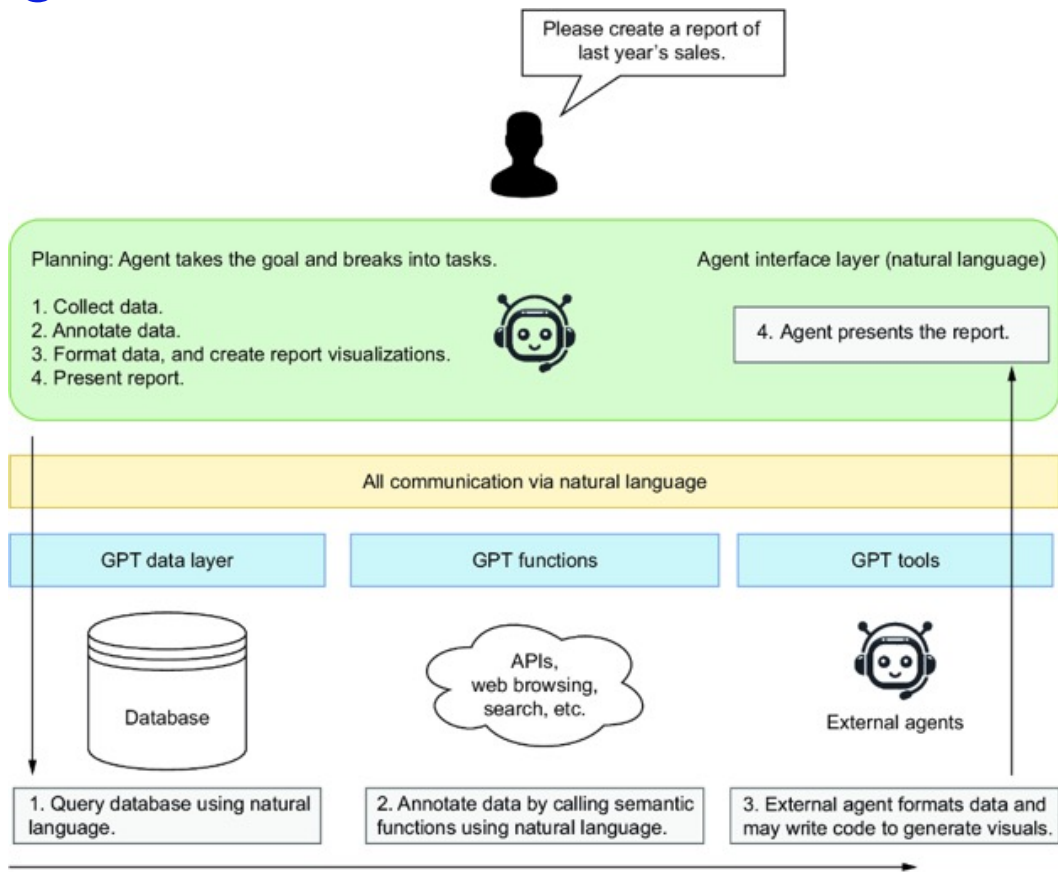 Please create a report of
last year's sales.
Planning: Agent takes the goal and breaks into tasks.
Agent interface layer (natural language)
1. Collect data.
2. Annotate data.
3. Format data, and create report visualizations.
4. Present report.
4. Agent presents the report.
All communication via natural language
GPT data layer
GPT functions
GPT tools
Database
APIs,
web browsing,
search, etc.
External agents
1. Query database using natural
language.
2. Annotate data by calling semantic
functions using natural language.
3. External agent formats data and
may write code to generate visuals.